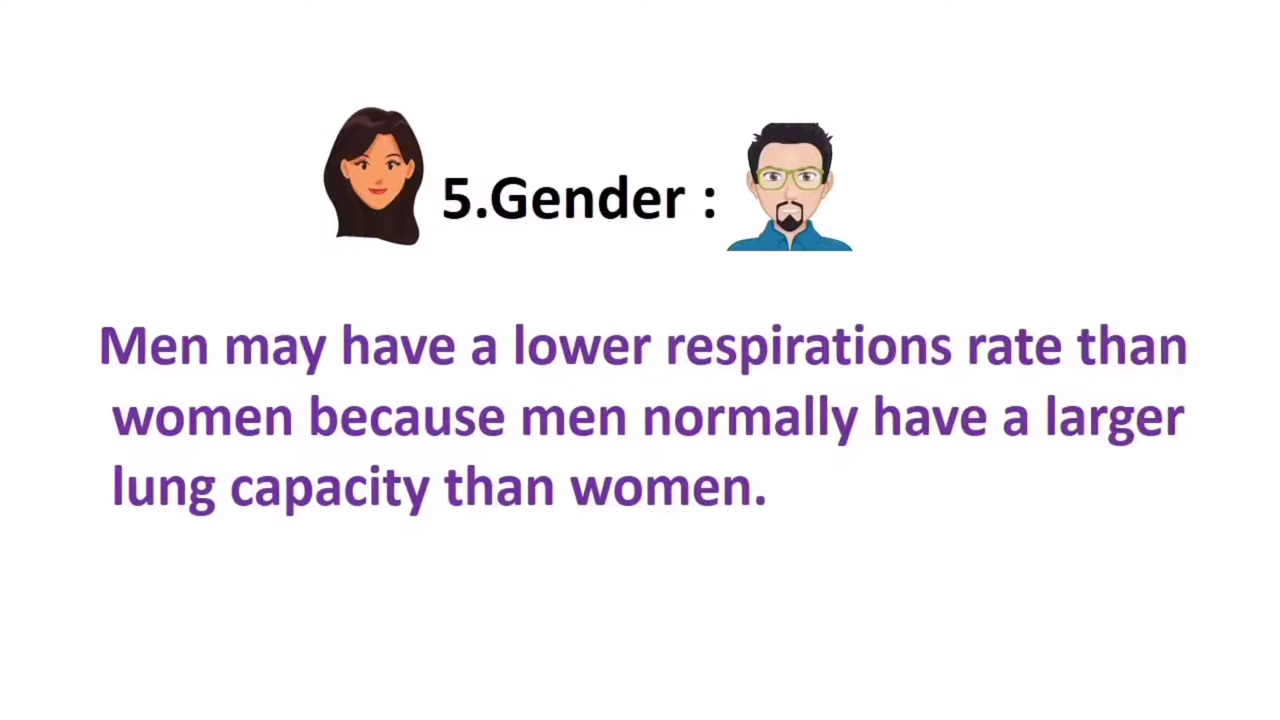 5.Gender :
Men may have a lower respirations rate than
women because men normally have a larger
lung capacity than women.